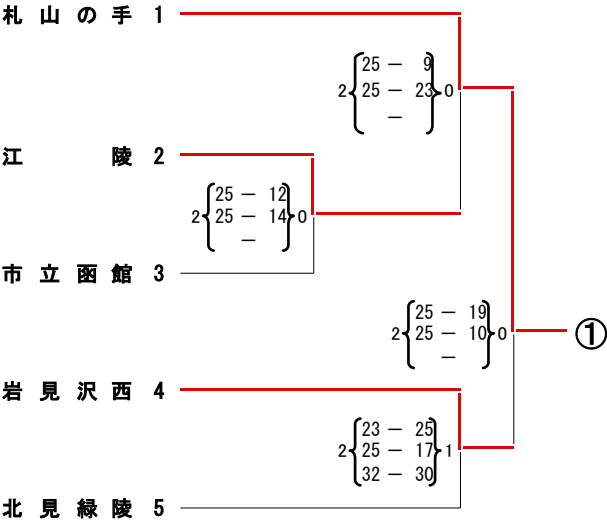 札山の手 1
25 － 9
2 25 － 23 0
－
江陵 2
25 － 12
2 25 － 14 0
－
市立函館 3
25 － 19
2 25 － 10 0
－
①
岩見沢西 4
23 － 25
2 25 － 17 1
32 － 30
北見緑陵 5